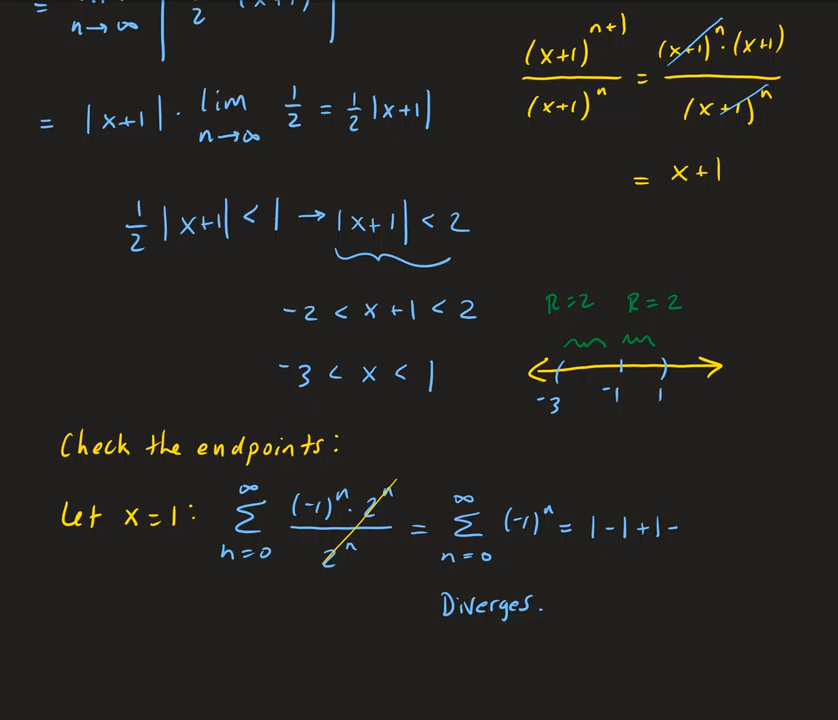 = n→∞ | 2 (x+1) |
= |x+1| · lim n→∞ 1/2 = 1/2 |x+1|
(x+1)^(n+1) / (x+1)^n = (x+1)^n · (x+1) / (x+1)^n
= x+1
1/2 |x+1| < 1 → |x+1| < 2
-2 < x+1 < 2
-3 < x < 1
R=2 R=2
-3 -1 1
Check the endpoints:
Let x=1: ∑ n=0 ∞ (-1)^n · 2^n / 2^n = ∑ n=0 ∞ (-1)^n = 1-1+1-
Diverges.